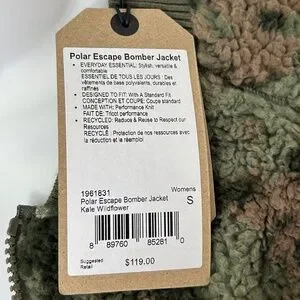 Polar Escape Bomber Jacket
• EVERYDAY ESSENTIAL: Stylish, versatile &
comfortable
ESSENTIEL DE TOUS LES JOURS : Des
vêtements de base polyvalents, durables et
raffinés
• DESIGNED TO FIT: With A Standard Fit
CONCEPTION ET COUPE: Coupe standard
• MADE WITH: Performance Knit
FAIT DE: Tricot performance
• RECYCLED: Reduce & Reuse to Respect our
Resources
RECYCLÉ : Protection de nos ressources avec
la réduction et le réemploi
1961831 Womens
Polar Escape Bomber Jacket S
Kale Wildflower
8 89760 85281 0
Suggested
Retail $119.00